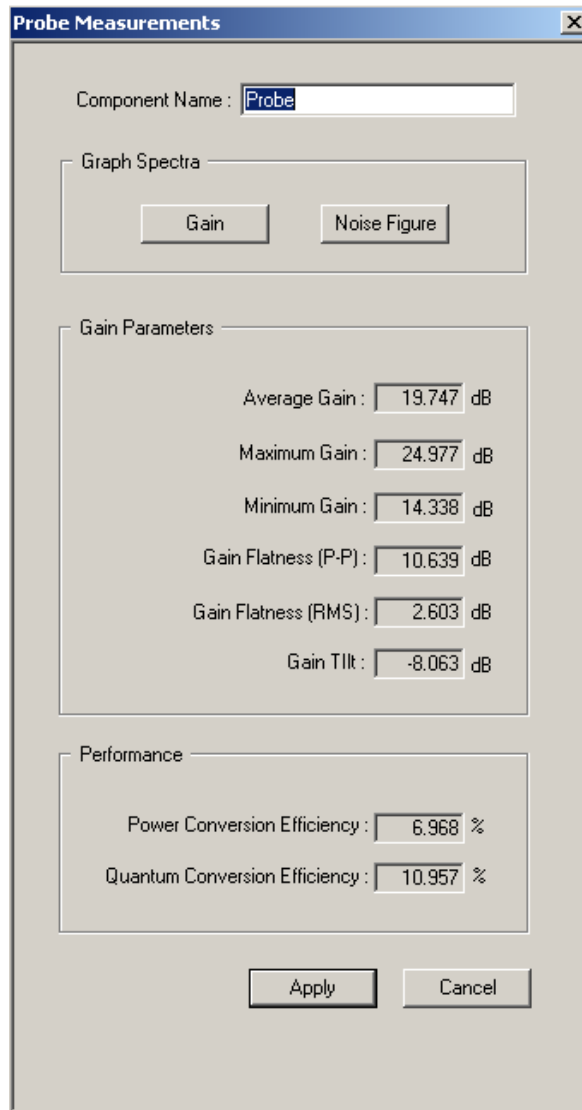 Probe Measurements
Component Name : Probe
Graph Spectra
Gain Noise Figure
Gain Parameters
Average Gain : 19.747 dB
Maximum Gain : 24.977 dB
Minimum Gain : 14.338 dB
Gain Flatness (P-P) : 10.639 dB
Gain Flatness (RMS) : 2.603 dB
Gain TIlt : -8.063 dB
Performance
Power Conversion Efficiency : 6.968 %
Quantum Conversion Efficiency : 10.957 %
Apply Cancel